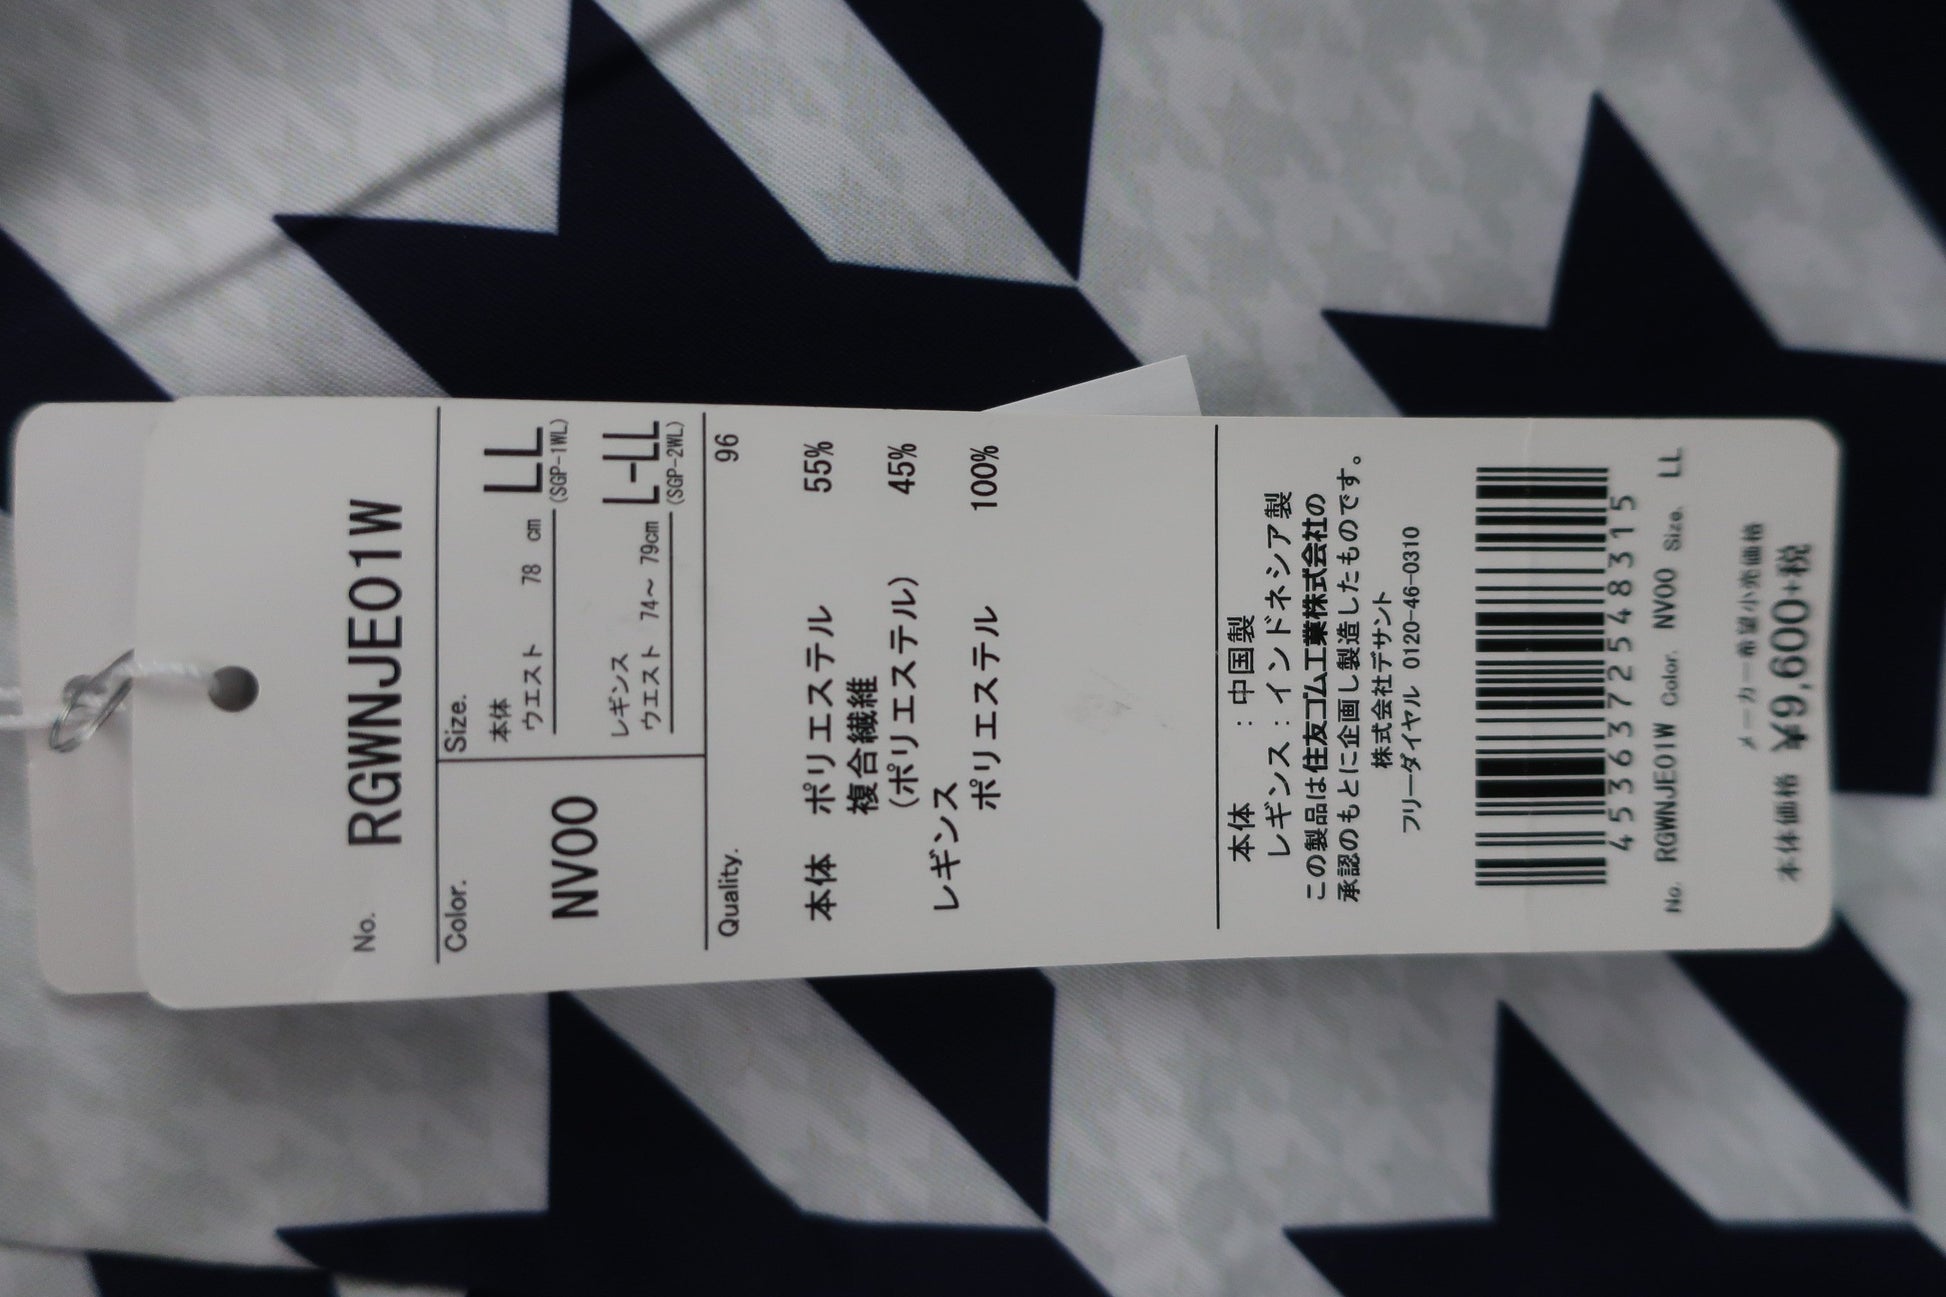 No. RGWNJE01W
Color.
NV00
Size.
本体
ウエスト 78 cm LL
(SGP-1WL)
レギンス
ウエスト 74～79cm L-LL
(SGP-2WL)
Quality. 96
本体 ポリエステル 55%
複合繊維
(ポリエステル) 45%
レギンス
ポリエステル 100%
本体 ：中国製
レギンス：インドネシア製
この製品は住友ゴム工業株式会社の
承認のもとに企画し製造したものです。
株式会社デサント
フリーダイヤル 0120-46-0310
4536372548315
No. RGWNJE01W Color. NV00 Size. LL
メーカー希望小売価格
本体価格 ¥9,600+税